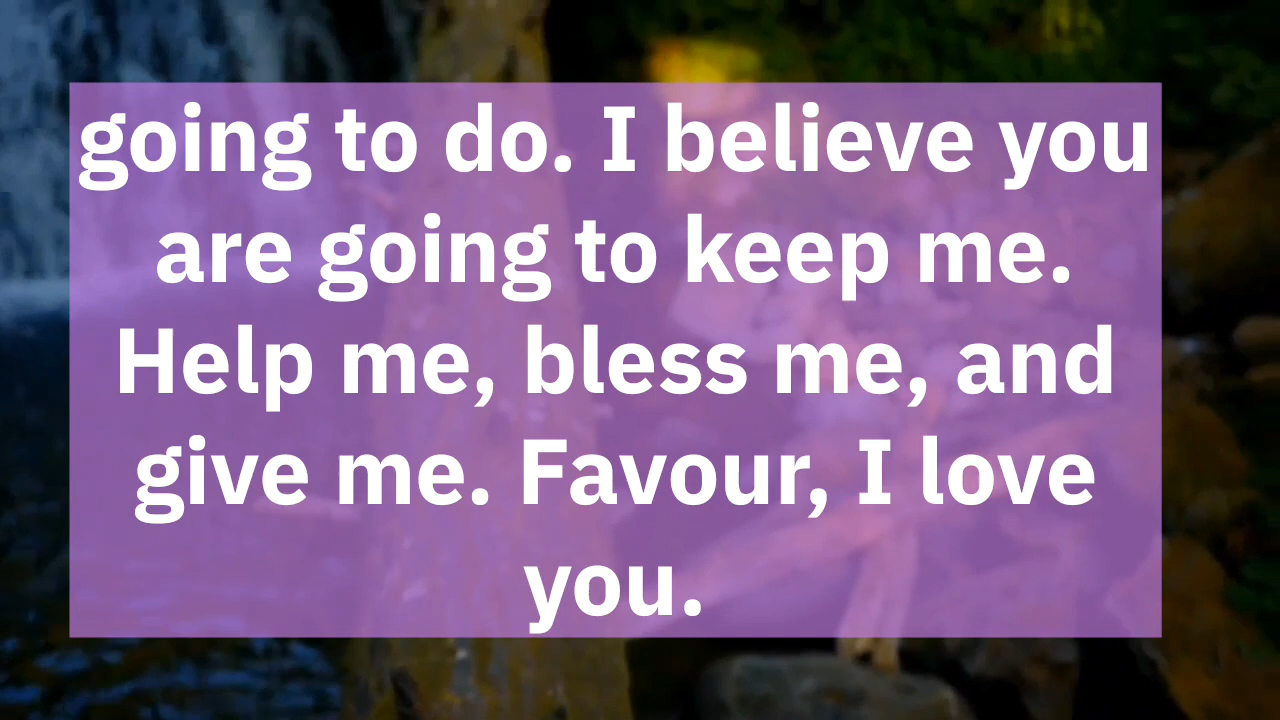 going to do. I believe you
are going to keep me.
Help me, bless me, and
give me. Favour, I love
you.